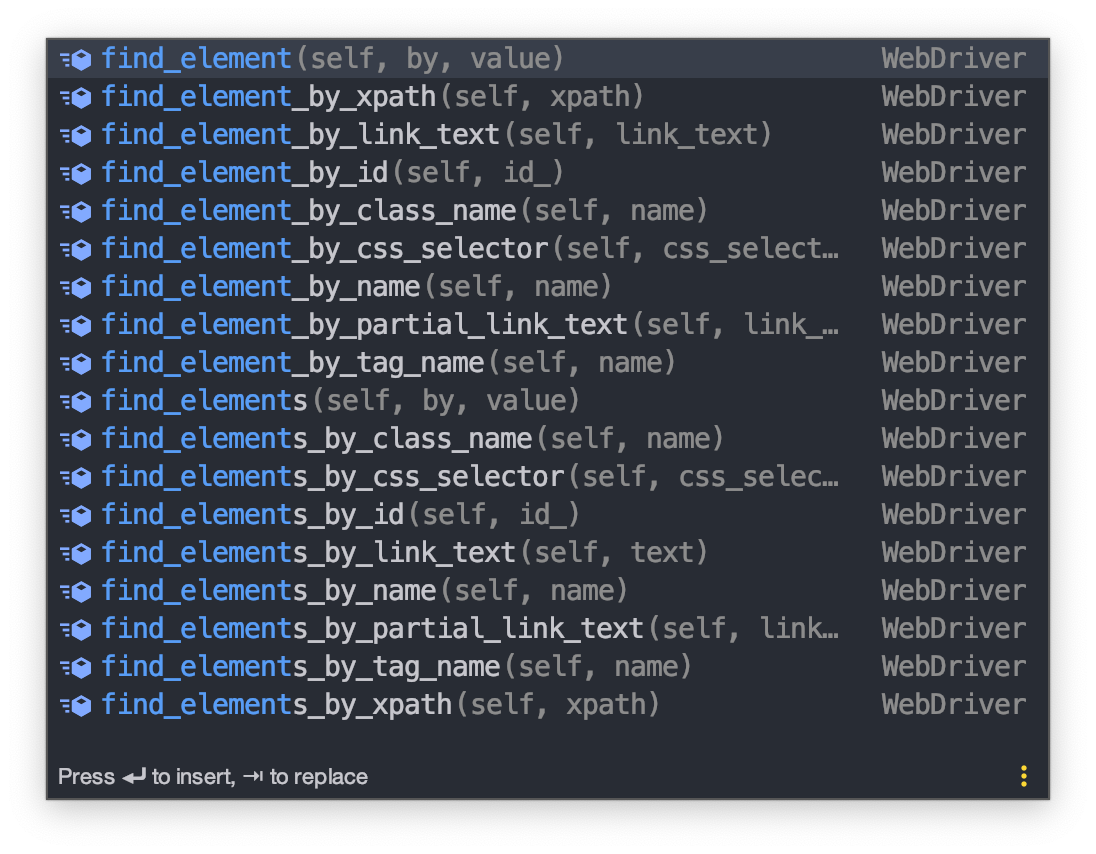 find_element(self, by, value) WebDriver
find_element_by_xpath(self, xpath) WebDriver
find_element_by_link_text(self, link_text) WebDriver
find_element_by_id(self, id_) WebDriver
find_element_by_class_name(self, name) WebDriver
find_element_by_css_selector(self, css_select… WebDriver
find_element_by_name(self, name) WebDriver
find_element_by_partial_link_text(self, link_… WebDriver
find_element_by_tag_name(self, name) WebDriver
find_elements(self, by, value) WebDriver
find_elements_by_class_name(self, name) WebDriver
find_elements_by_css_selector(self, css_selec… WebDriver
find_elements_by_id(self, id_) WebDriver
find_elements_by_link_text(self, text) WebDriver
find_elements_by_name(self, name) WebDriver
find_elements_by_partial_link_text(self, link… WebDriver
find_elements_by_tag_name(self, name) WebDriver
find_elements_by_xpath(self, xpath) WebDriver
Press ↵ to insert, ⇥ to replace